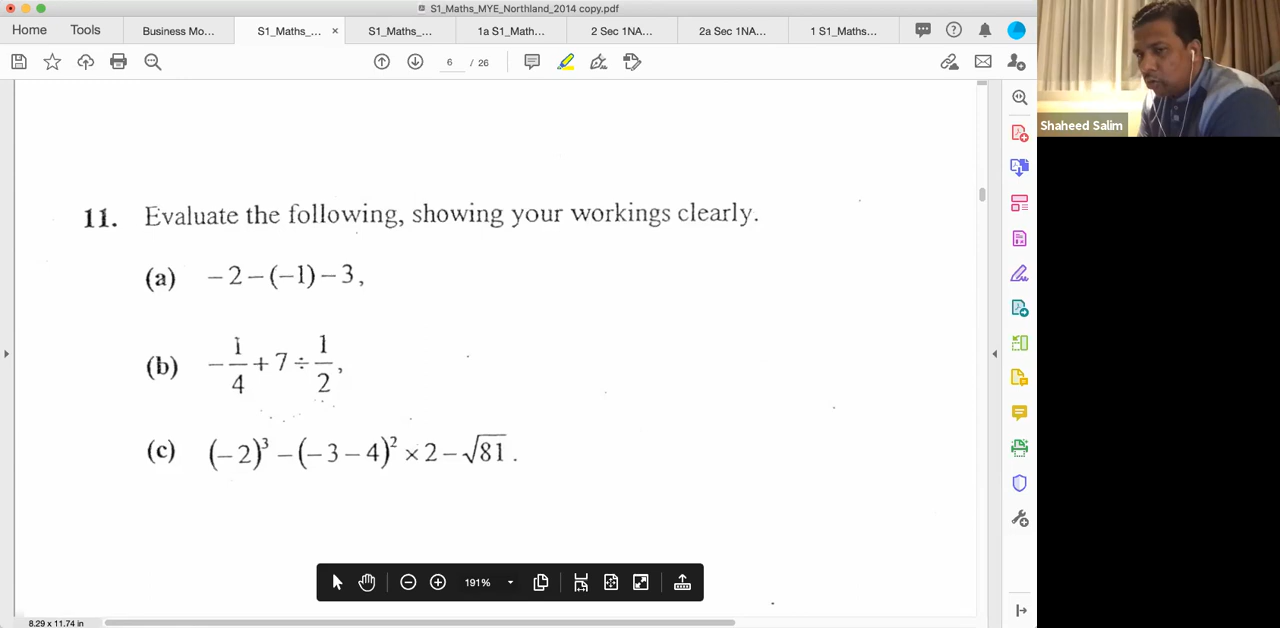 S1_Maths_MYE_Northland_2014 copy.pdf
Home Tools Business Mo... S1_Maths_... × S1_Maths_... 1a S1_Math... 2 Sec 1NA... 2a Sec 1NA... 1 S1_Maths...
6 / 26
Shaheed Salim
11. Evaluate the following, showing your workings clearly.
(a) −2−(−1)−3,
(b) −1/4+7÷1/2,
(c) (−2)³−(−3−4)²×2−√81.
191%
8.29 x 11.74 in